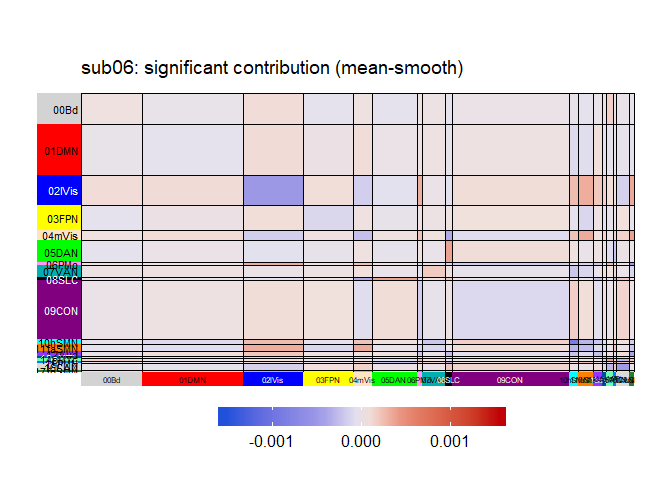 sub06: significant contribution (mean-smooth)
00Bd
01DMN
02lVis
03FPN
04mVis
05DAN
07VAN
08SLC
09CON
00Bd 01DMN 02lVis 03FPN 04mVis 05DAN 08SLC 09CON
-0.001 0.000 0.001